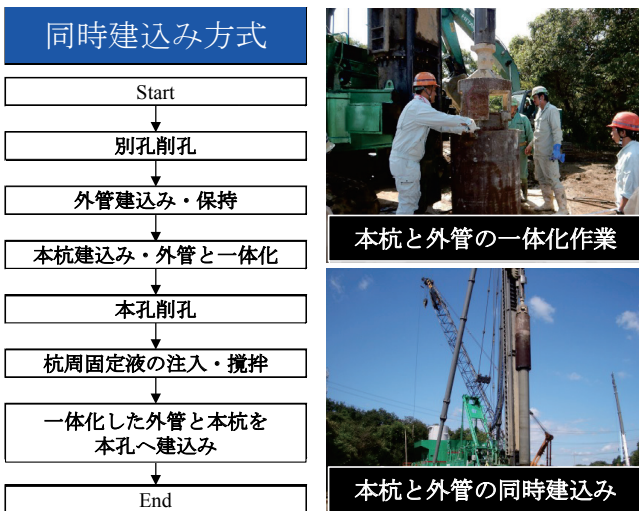 同時建込み方式
Start
別孔削孔
外管建込み・保持
本杭建込み・外管と一体化
本孔削孔
杭周固定液の注入・撹拌
一体化した外管と本杭を
本孔へ建込み
End
本杭と外管の一体化作業
本杭と外管の同時建込み